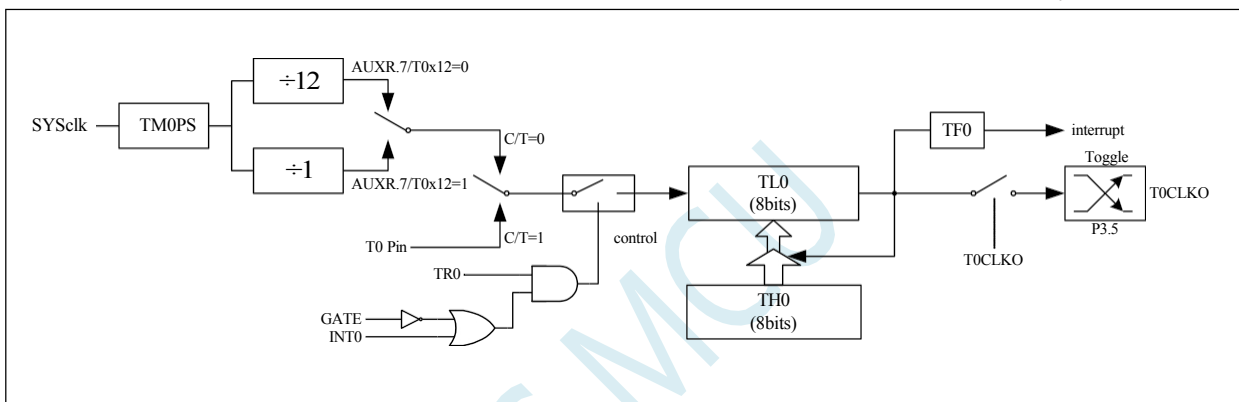 AUXR.7/T0x12=0
÷12
SYSclk
TM0PS
C/T=0
÷1
AUXR.7/T0x12=1
T0 Pin
C/T=1
control
TR0
GATE
INT0
TL0
(8bits)
TH0
(8bits)
TF0
interrupt
Toggle
T0CLKO
P3.5
T0CLKO
MCU